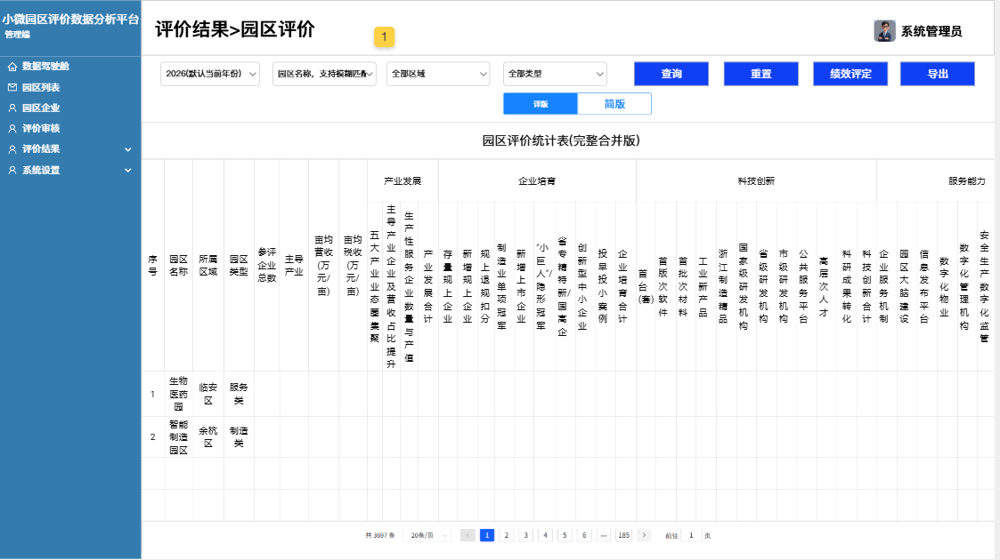 小微园区评价数据分析平台
管理端
数据驾驶舱
园区列表
园区企业
评价审核
评价结果
系统设置
评价结果>园区评价
1
系统管理员
2026(默认当前年份)
园区名称，支持模糊匹配
全部区域
全部类型
查询
重置
绩效评定
导出
详版
简版
园区评价统计表(完整合并版)
序号
园区名称
所属区域
园区类型
参评企业总数
主导产业
亩均营收(万元/亩)
亩均税收(万元/亩)
产业发展
企业培育
科技创新
服务能力
五大产业业态圈集聚
主导产业企业及营收占比提升
生产性服务企业数量与产值
产业发展合计
存量规上企业
新增规上企业
规上退规扣分
制造业单项冠军
新增上市企业
“小巨人”/隐形冠军
省专精特新/国高企
创新型中小企业
投早投小案例
企业培育合计
首台(套)
首版次软件
首批次材料
工业新产品
浙江制造精品
国家级研发机构
省级研发机构
市级研发机构
公共服务平台
高层次人才
科研成果转化
科技创新合计
企业服务机制
园区大脑建设
信息发布平台
数字化物业
数字化管理机构
安全生产数字化监管
1 生物医药园 临安区 服务类
2 智能制造园区 余杭区 制造类
共 3697 条 20条/页 < 1 2 3 4 5 6 ... 185 > 前往 1 页